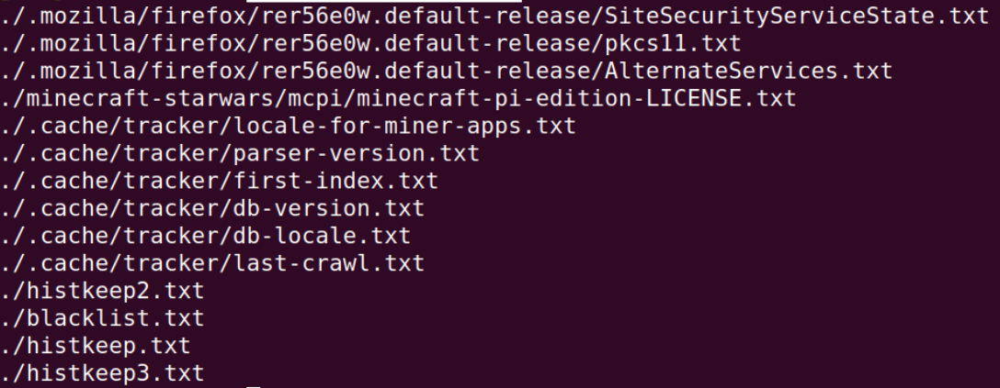 ./.mozilla/firefox/rer56e0w.default-release/SiteSecurityServiceState.txt
./.mozilla/firefox/rer56e0w.default-release/pkcs11.txt
./.mozilla/firefox/rer56e0w.default-release/AlternateServices.txt
./minecraft-starwars/mcpi/minecraft-pi-edition-LICENSE.txt
./.cache/tracker/locale-for-miner-apps.txt
./.cache/tracker/parser-version.txt
./.cache/tracker/first-index.txt
./.cache/tracker/db-version.txt
./.cache/tracker/db-locale.txt
./.cache/tracker/last-crawl.txt
./histkeep2.txt
./blacklist.txt
./histkeep.txt
./histkeep3.txt